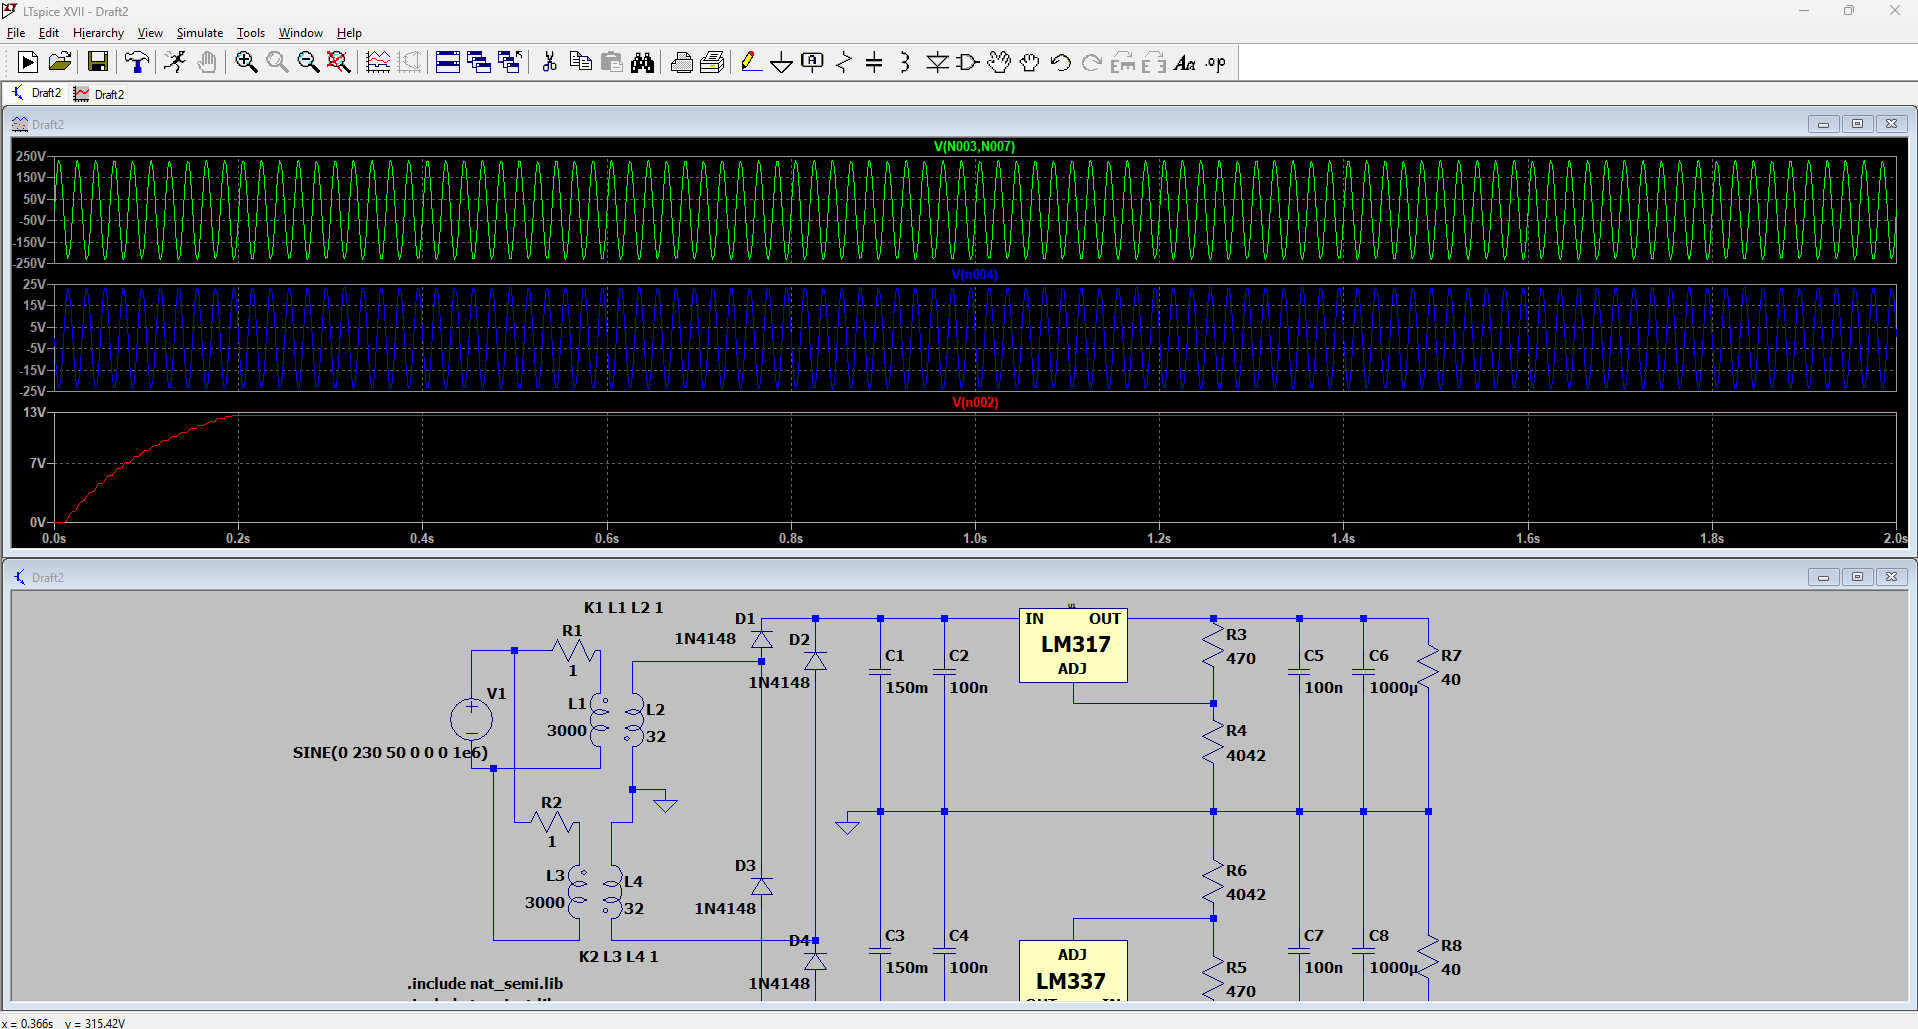 LTspice XVII - Draft2
File Edit Hierarchy View Simulate Tools Window Help
Draft2 Draft2
Draft2
V(N003,N007)
250V
150V
50V
-50V
-150V
-250V
V(n004)
25V
15V
5V
-5V
-15V
-25V
V(n002)
13V
7V
0V
0.0s 0.2s 0.4s 0.6s 0.8s 1.0s 1.2s 1.4s 1.6s 1.8s 2.0s
Draft2
K1 L1 L2 1
R1
1
V1
SINE(0 230 50 0 0 0 1e6)
L1
3000
L2
32
R2
1
L3
3000
L4
32
K2 L3 L4 1
.include nat_semi.lib
D1
1N4148
D2
1N4148
D3
1N4148
D4
1N4148
C1
150m
C2
100n
C3
150m
C4
100n
U1
IN OUT
LM317
ADJ
R3
470
R4
4042
R6
4042
R5
470
ADJ
LM337
OUT IN
C5
100n
C6
1000µ
R7
40
C7
100n
C8
1000µ
R8
40
x = 0.366s y = 315.42V